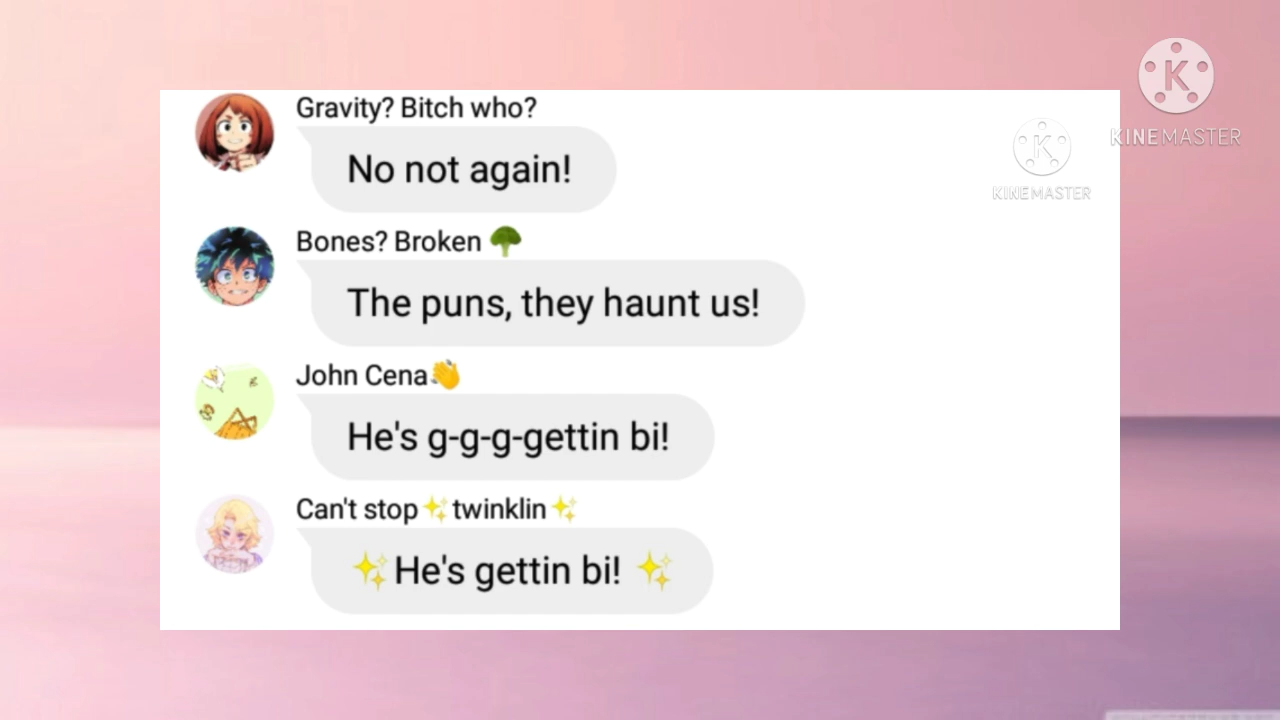 Gravity? Bitch who?
No not again!
Bones? Broken 🥦
The puns, they haunt us!
John Cena👏
He's g-g-g-gettin bi!
Can't stop✨twinklin✨
✨He's gettin bi! ✨
KINEMASTER
KINEMASTER